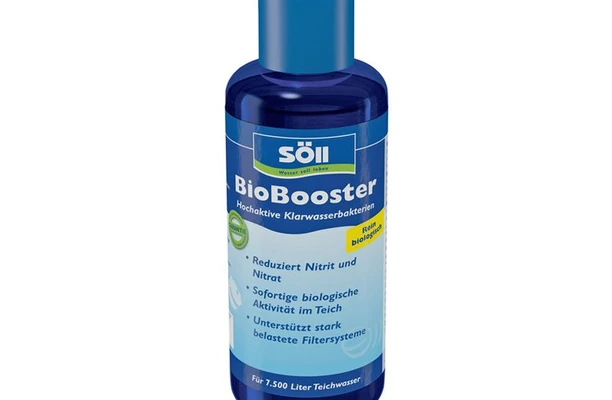 SÖLL
Wasser soll leben
BioBooster
Hochaktive Klarwasserbakterien
Rein
biologisch
• Reduziert Nitrit und
Nitrat
• Sofortige biologische
Aktivität im Teich
• Unterstützt stark
belastete Filtersysteme
Für 7.500 Liter Teichwasser